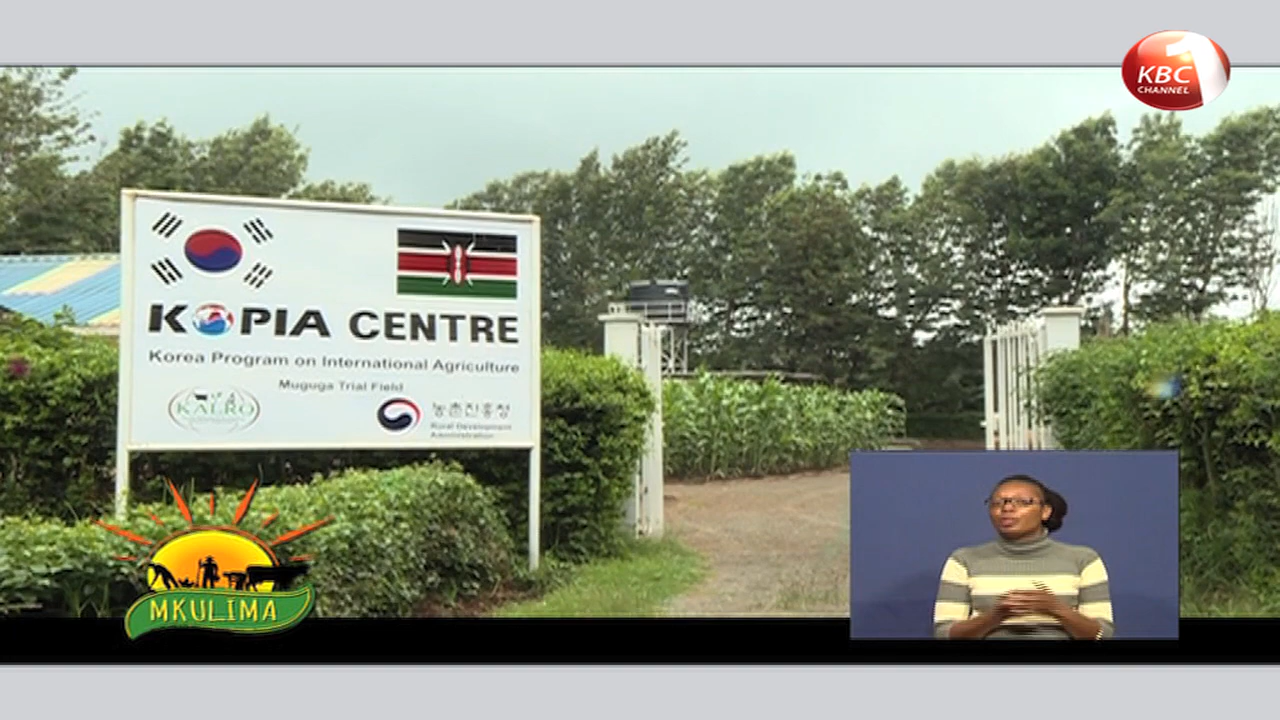 KBC 1
CHANNEL
KOPIA CENTRE
Korea Program on International Agriculture
Muguga Trial Field
KALRO
농촌진흥청
Rural Development
Administration
MKULIMA